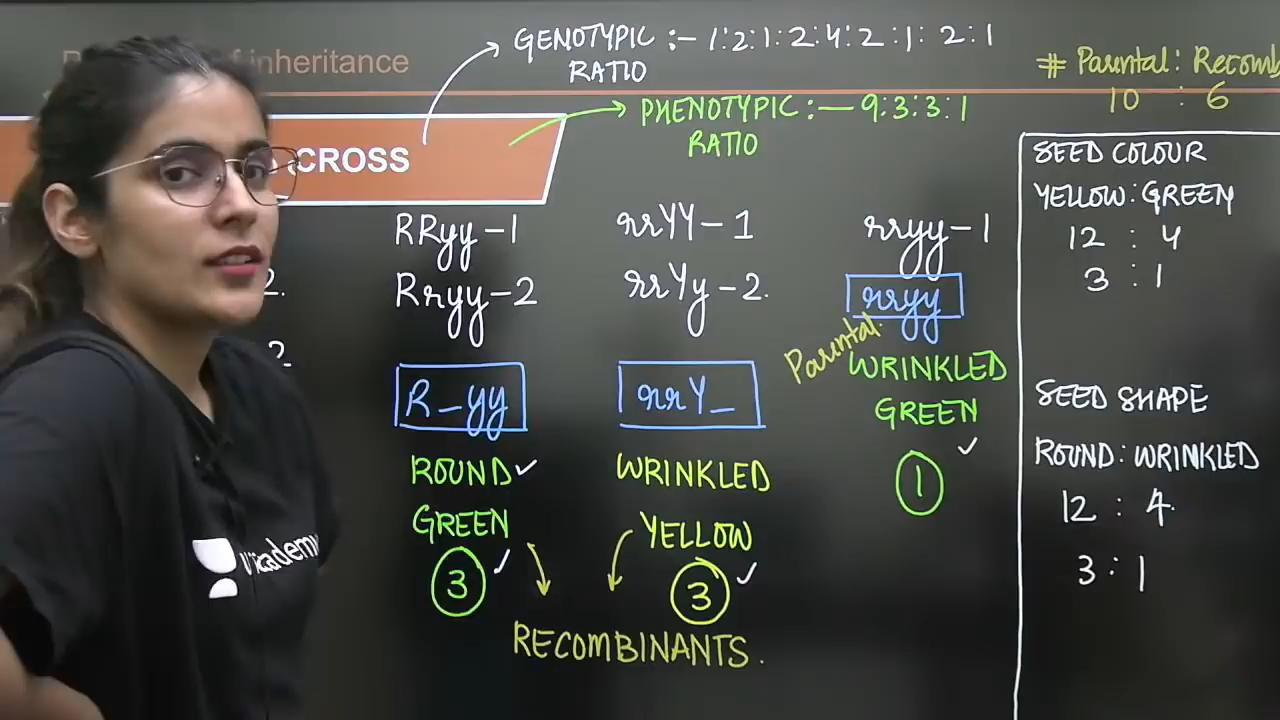 of inheritance
CROSS
GENOTYPIC :- 1:2:1:2:4:2:1:2:1
RATIO
PHENOTYPIC :- 9:3:3:1
RATIO
# Parental: Recomb
10 : 6
2.
2
RRyy-1
Rryy-2
R_yy
ROUND ✓
GREEN
3 ✓
rrYY-1
rrYy-2.
rrY_
WRINKLED
YELLOW
3 ✓
RECOMBINANTS.
rryy-1
rryy
Parental.
WRINKLED
GREEN
1 ✓
SEED COLOUR
YELLOW: GREEN
12 : 4
3 : 1
SEED SHAPE
ROUND: WRINKLED
12 : 4.
3 : 1